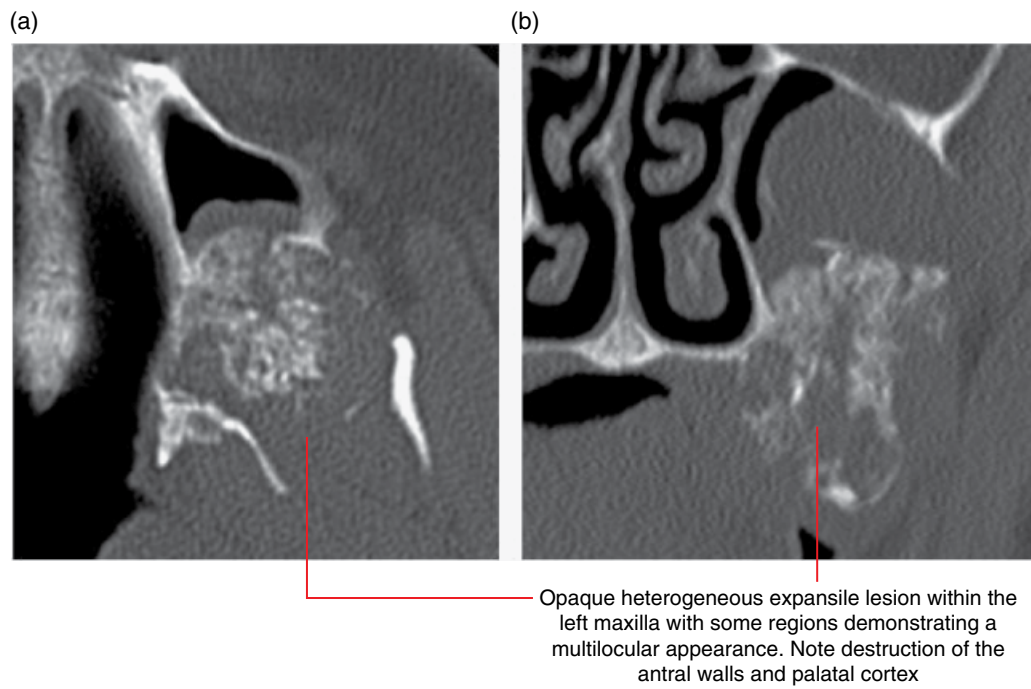 (a)
(b)
Opaque heterogeneous expansile lesion within the
left maxilla with some regions demonstrating a
multilocular appearance. Note destruction of the
antral walls and palatal cortex